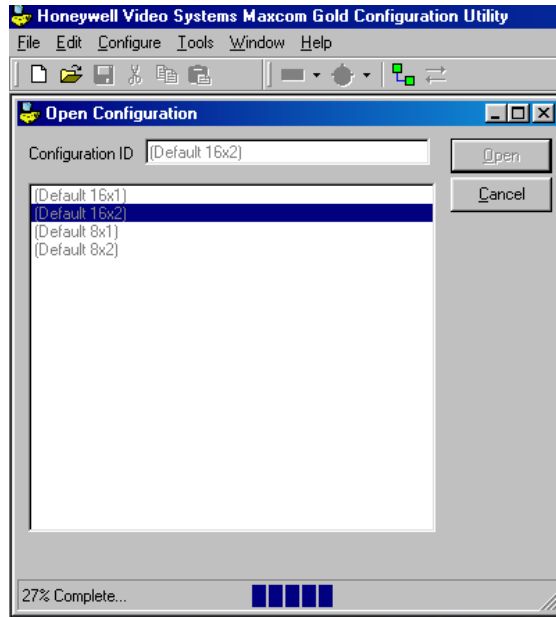 Honeywell Video Systems Maxcom Gold Configuration Utility
File Edit Configure Tools Window Help
Open Configuration
Configuration ID (Default 16x2) Open
Cancel
(Default 16x1)
(Default 16x2)
(Default 8x1)
(Default 8x2)
27% Complete...